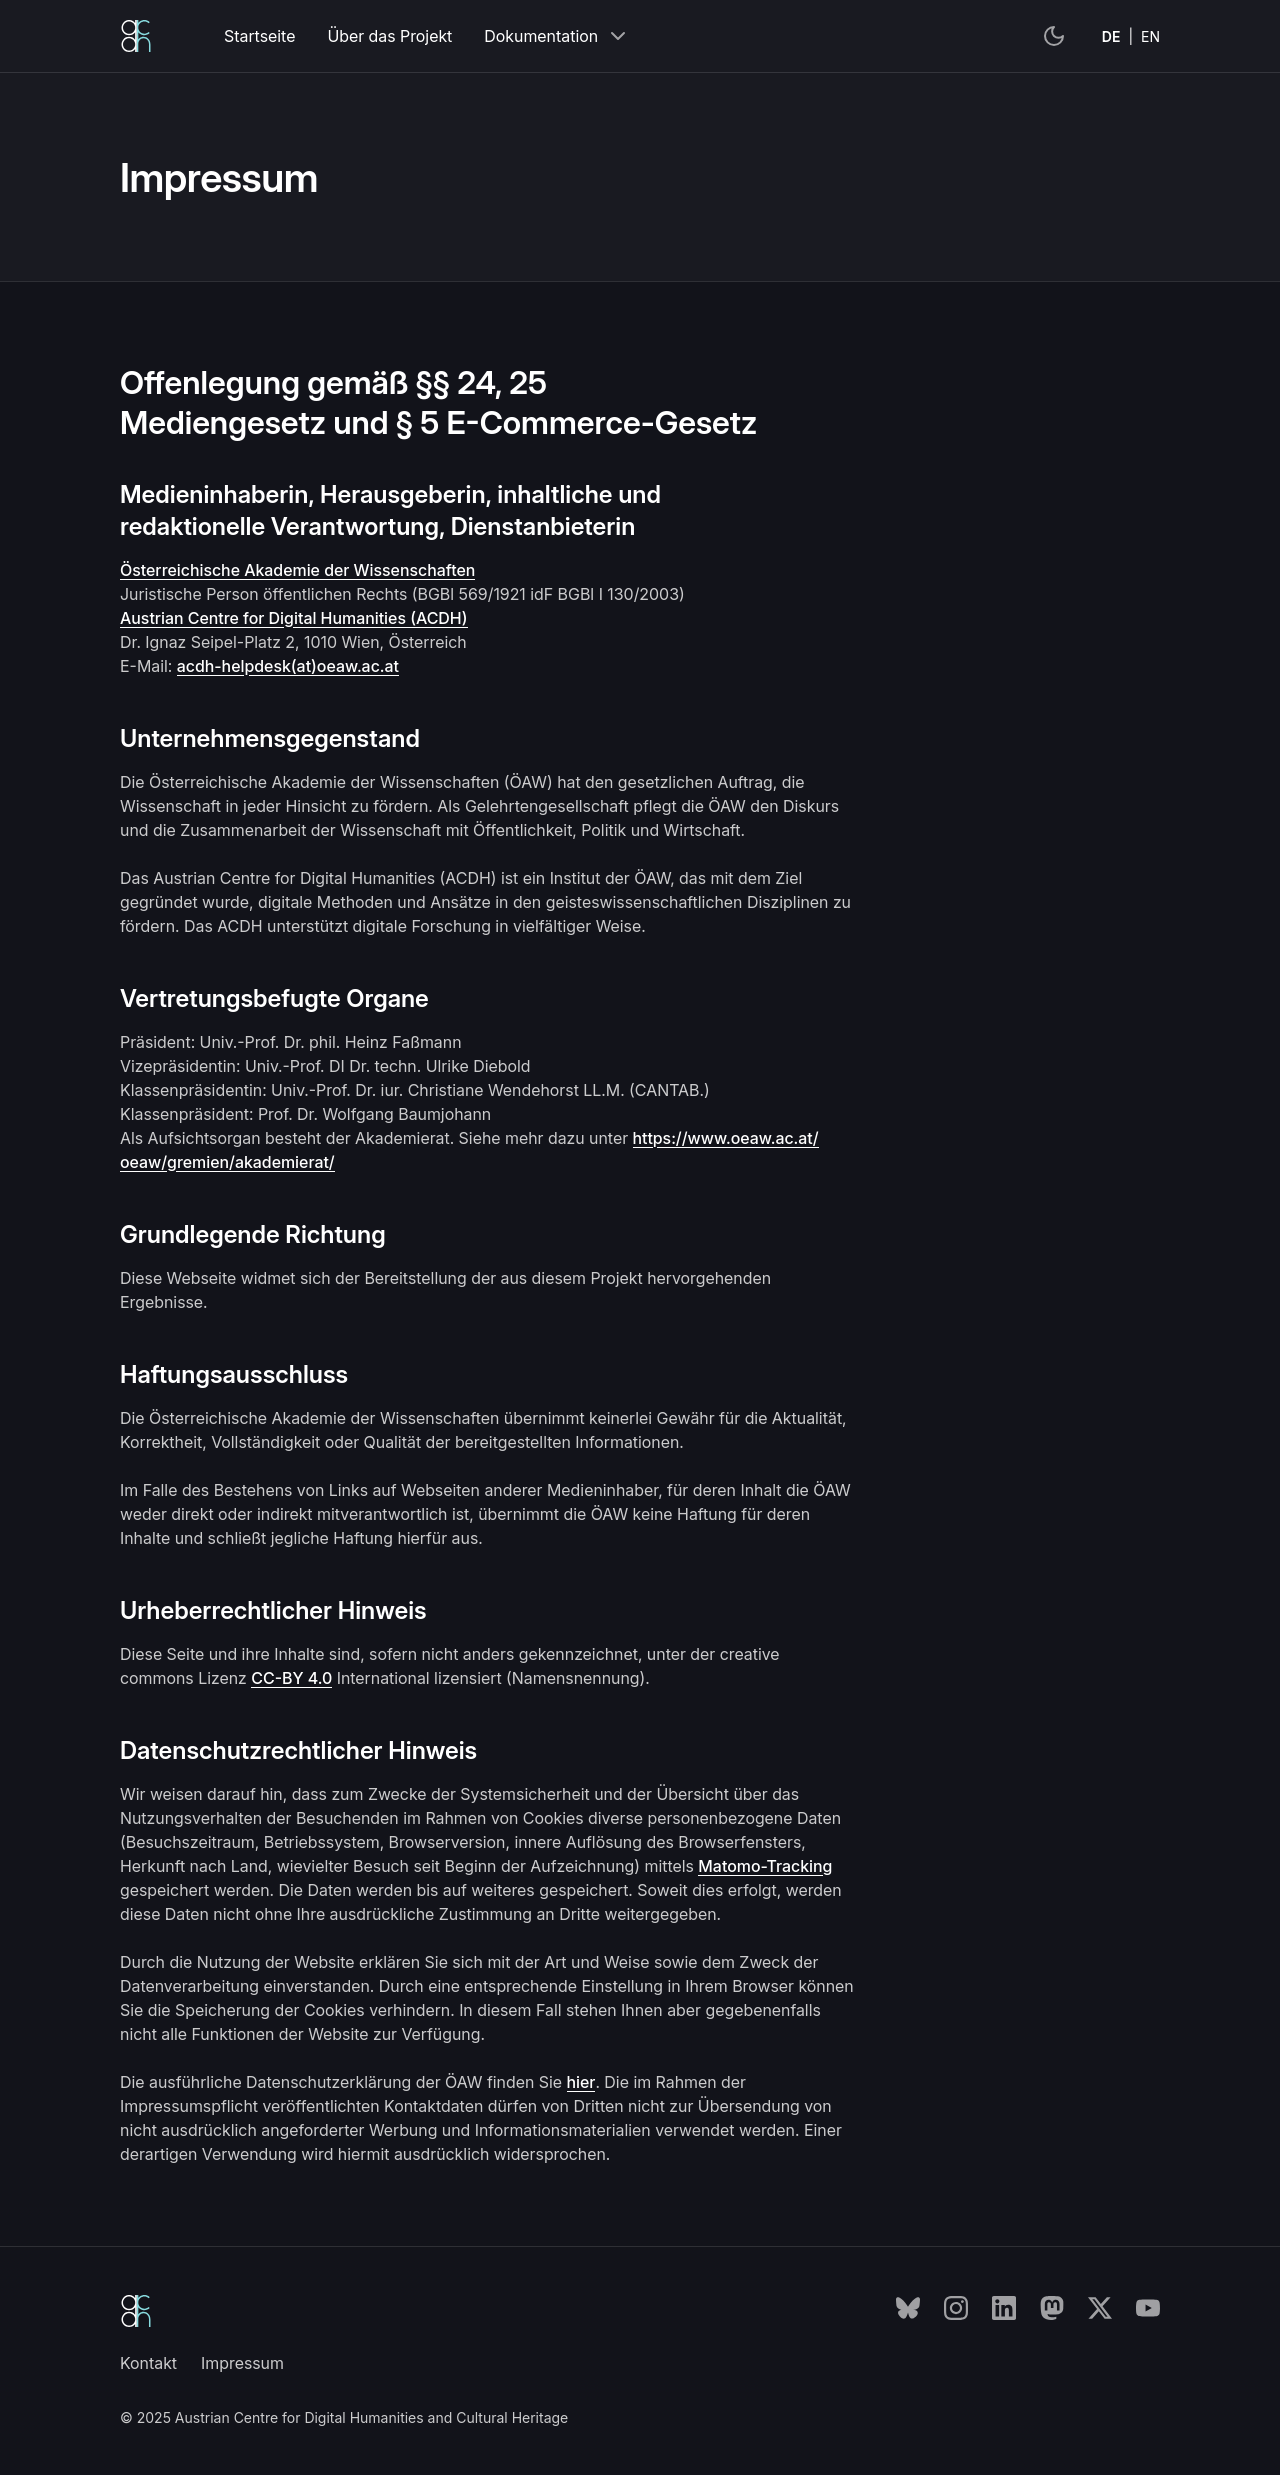 acdh
Startseite
Über das Projekt
Dokumentation
DE | EN
Impressum
Offenlegung gemäß §§ 24, 25
Mediengesetz und § 5 E-Commerce-Gesetz
Medieninhaberin, Herausgeberin, inhaltliche und
redaktionelle Verantwortung, Dienstanbieterin
Österreichische Akademie der Wissenschaften
Juristische Person öffentlichen Rechts (BGBl 569/1921 idF BGBl I 130/2003)
Austrian Centre for Digital Humanities (ACDH)
Dr. Ignaz Seipel-Platz 2, 1010 Wien, Österreich
E-Mail: acdh-helpdesk(at)oeaw.ac.at
Unternehmensgegenstand
Die Österreichische Akademie der Wissenschaften (ÖAW) hat den gesetzlichen Auftrag, die
Wissenschaft in jeder Hinsicht zu fördern. Als Gelehrtengesellschaft pflegt die ÖAW den Diskurs
und die Zusammenarbeit der Wissenschaft mit Öffentlichkeit, Politik und Wirtschaft.
Das Austrian Centre for Digital Humanities (ACDH) ist ein Institut der ÖAW, das mit dem Ziel
gegründet wurde, digitale Methoden und Ansätze in den geisteswissenschaftlichen Disziplinen zu
fördern. Das ACDH unterstützt digitale Forschung in vielfältiger Weise.
Vertretungsbefugte Organe
Präsident: Univ.-Prof. Dr. phil. Heinz Faßmann
Vizepräsidentin: Univ.-Prof. DI Dr. techn. Ulrike Diebold
Klassenpräsidentin: Univ.-Prof. Dr. iur. Christiane Wendehorst LL.M. (CANTAB.)
Klassenpräsident: Prof. Dr. Wolfgang Baumjohann
Als Aufsichtsorgan besteht der Akademierat. Siehe mehr dazu unter https://www.oeaw.ac.at/
oeaw/gremien/akademierat/
Grundlegende Richtung
Diese Webseite widmet sich der Bereitstellung der aus diesem Projekt hervorgehenden
Ergebnisse.
Haftungsausschluss
Die Österreichische Akademie der Wissenschaften übernimmt keinerlei Gewähr für die Aktualität,
Korrektheit, Vollständigkeit oder Qualität der bereitgestellten Informationen.
Im Falle des Bestehens von Links auf Webseiten anderer Medieninhaber, für deren Inhalt die ÖAW
weder direkt oder indirekt mitverantwortlich ist, übernimmt die ÖAW keine Haftung für deren
Inhalte und schließt jegliche Haftung hierfür aus.
Urheberrechtlicher Hinweis
Diese Seite und ihre Inhalte sind, sofern nicht anders gekennzeichnet, unter der creative
commons Lizenz CC-BY 4.0 International lizensiert (Namensnennung).
Datenschutzrechtlicher Hinweis
Wir weisen darauf hin, dass zum Zwecke der Systemsicherheit und der Übersicht über das
Nutzungsverhalten der Besuchenden im Rahmen von Cookies diverse personenbezogene Daten
(Besuchszeitraum, Betriebssystem, Browserversion, innere Auflösung des Browserfensters,
Herkunft nach Land, wievielter Besuch seit Beginn der Aufzeichnung) mittels Matomo-Tracking
gespeichert werden. Die Daten werden bis auf weiteres gespeichert. Soweit dies erfolgt, werden
diese Daten nicht ohne Ihre ausdrückliche Zustimmung an Dritte weitergegeben.
Durch die Nutzung der Website erklären Sie sich mit der Art und Weise sowie dem Zweck der
Datenverarbeitung einverstanden. Durch eine entsprechende Einstellung in Ihrem Browser können
Sie die Speicherung der Cookies verhindern. In diesem Fall stehen Ihnen aber gegebenenfalls
nicht alle Funktionen der Website zur Verfügung.
Die ausführliche Datenschutzerklärung der ÖAW finden Sie hier. Die im Rahmen der
Impressumspflicht veröffentlichten Kontaktdaten dürfen von Dritten nicht zur Übersendung von
nicht ausdrücklich angeforderter Werbung und Informationsmaterialien verwendet werden. Einer
derartigen Verwendung wird hiermit ausdrücklich widersprochen.
acdh
Kontakt
Impressum
© 2025 Austrian Centre for Digital Humanities and Cultural Heritage